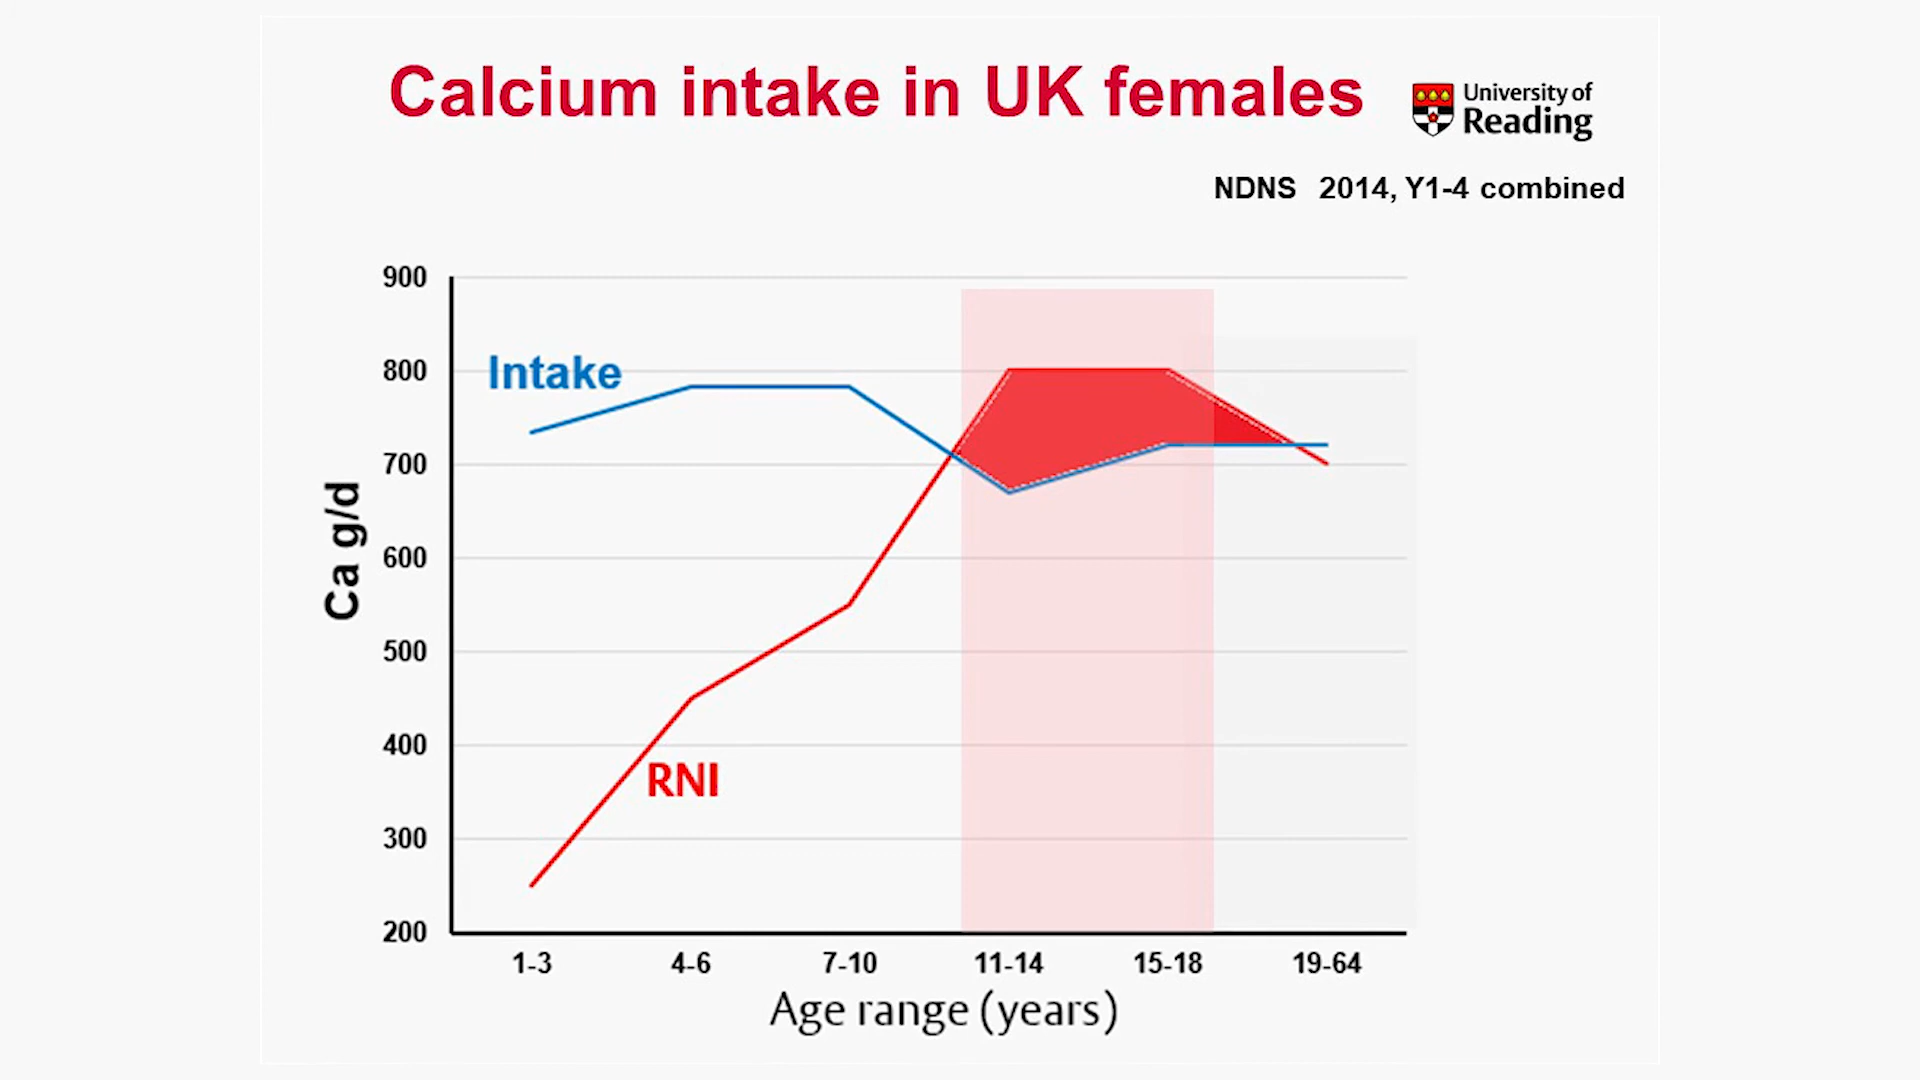 Calcium intake in UK females
University of
Reading
NDNS 2014, Y1-4 combined
900
800
700
600
500
400
300
200
Ca g/d
Intake
RNI
1-3 4-6 7-10 11-14 15-18 19-64
Age range (years)